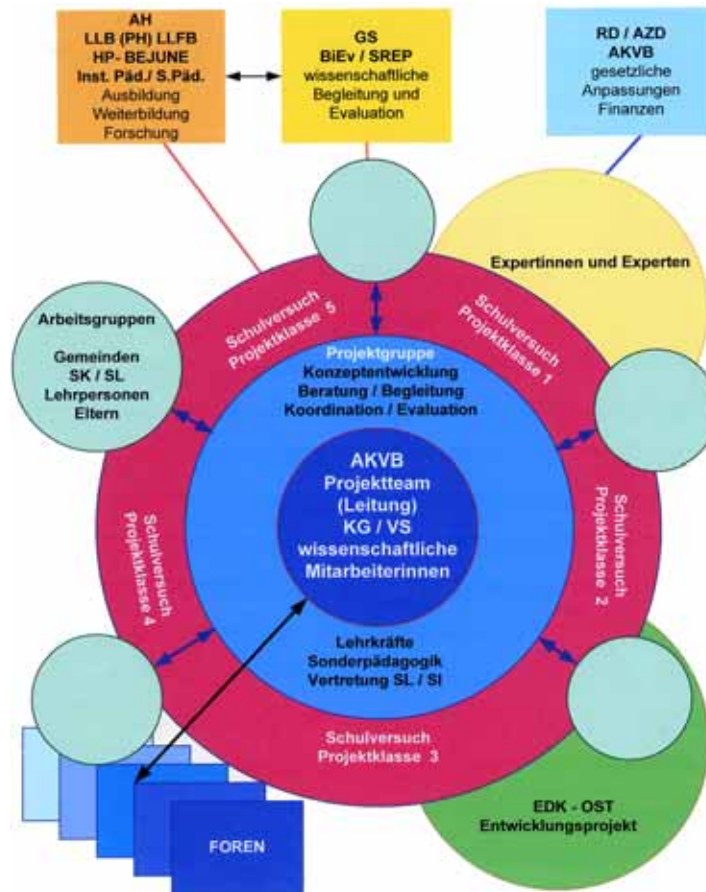 AH
LLB (PH) LLFB
HP- BEJUNE
Inst. Päd./ S.Päd.
Ausbildung
Weiterbildung
Forschung
GS
BiEv / SREP
wissenschaftliche
Begleitung und
Evaluation
RD / AZD
AKVB
gesetzliche
Anpassungen
Finanzen
Expertinnen und Experten
Arbeitsgruppen
Gemeinden
SK / SL
Lehrpersonen
Eltern
Schulversuch
Projektklasse 5
Schulversuch
Projektklasse 1
Projektgruppe
Konzeptentwicklung
Beratung / Begleitung
Koordination / Evaluation
AKVB
Projektteam
(Leitung)
KG / VS
wissenschaftliche
Mitarbeiterinnen
Schulversuch
Projektklasse 4
Schulversuch
Projektklasse 2
Lehrkräfte
Sonderpädagogik
Vertretung SL / SI
Schulversuch
Projektklasse 3
FOREN
EDK - OST
Entwicklungsprojekt